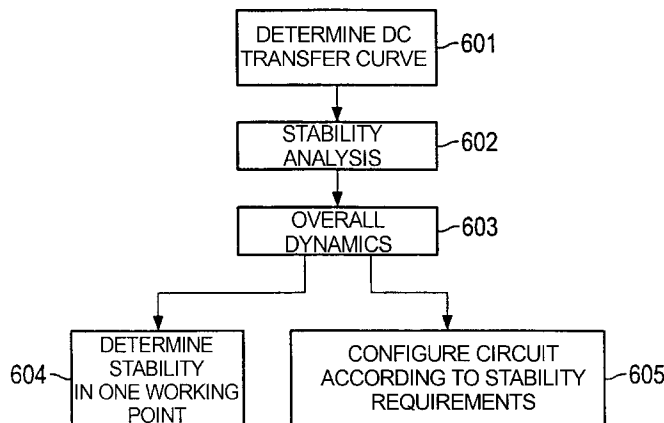 DETERMINE DC
TRANSFER CURVE
601
STABILITY
ANALYSIS
602
OVERALL
DYNAMICS
603
604
DETERMINE
STABILITY
IN ONE WORKING
POINT
CONFIGURE CIRCUIT
ACCORDING TO STABILITY
REQUIREMENTS
605